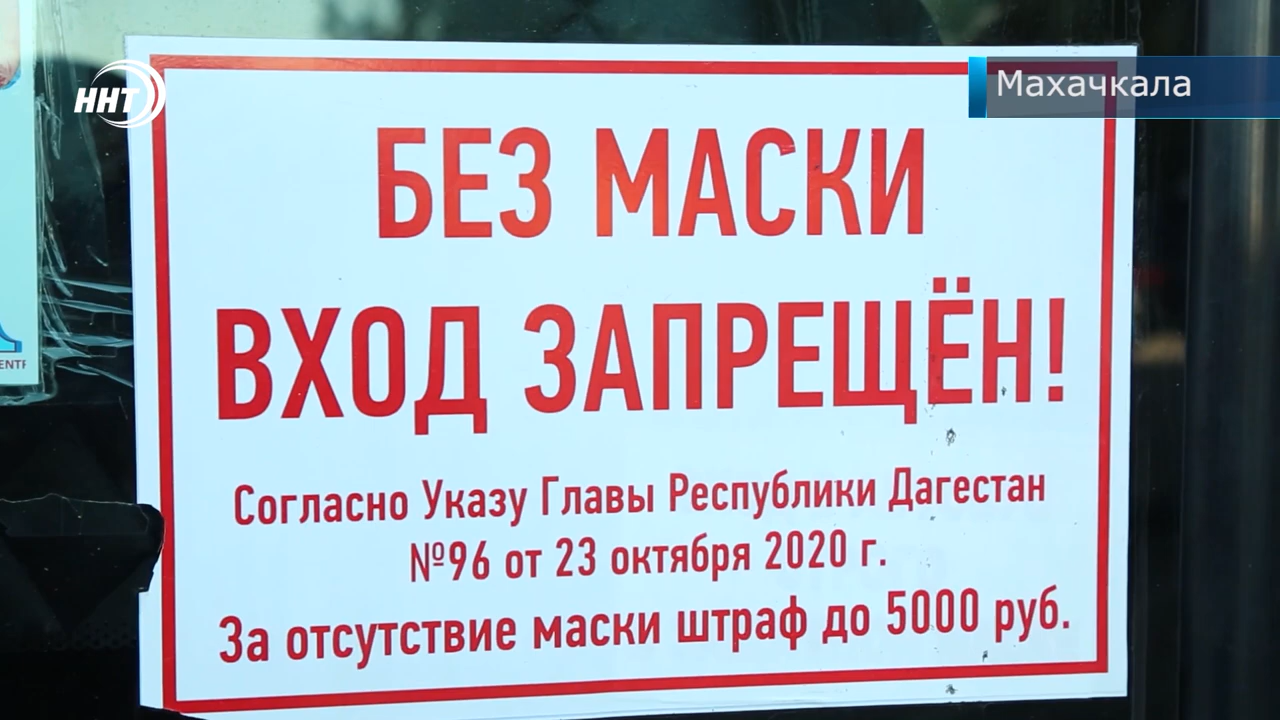 ННТ
Махачкала
БЕЗ МАСКИ
ВХОД ЗАПРЕЩЁН!
Согласно Указу Главы Республики Дагестан
№96 от 23 октября 2020 г.
За отсутствие маски штраф до 5000 руб.